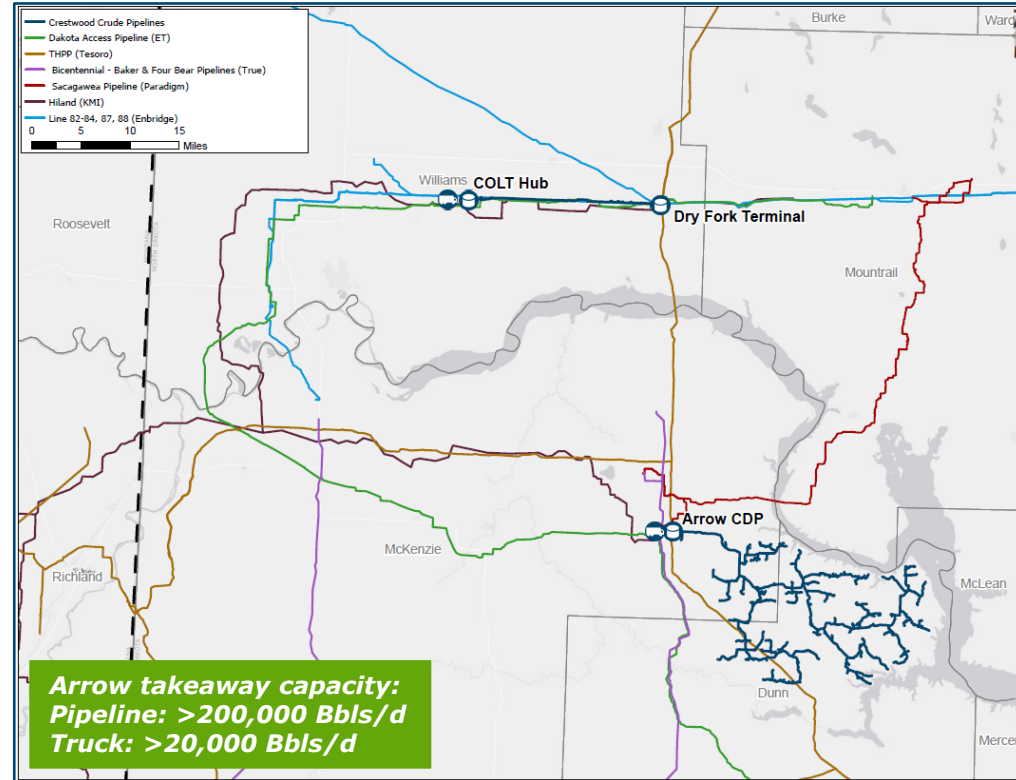 Crestwood Crude Pipelines
Dakota Access Pipeline (ET)
THPP (Tesoro)
Bicentennial - Baker & Four Bear Pipelines (True)
Sacagawea Pipeline (Paradigm)
Hiland (KMI)
Line 82-84, 87, 88 (Enbridge)
0 5 10 15
Miles
Burke
Ward
Williams
COLT Hub
Dry Fork Terminal
Roosevelt
Mountrail
Arrow CDP
McKenzie
Richland
McLean
Dunn
Mercer
Arrow takeaway capacity:
Pipeline: >200,000 Bbls/d
Truck: >20,000 Bbls/d